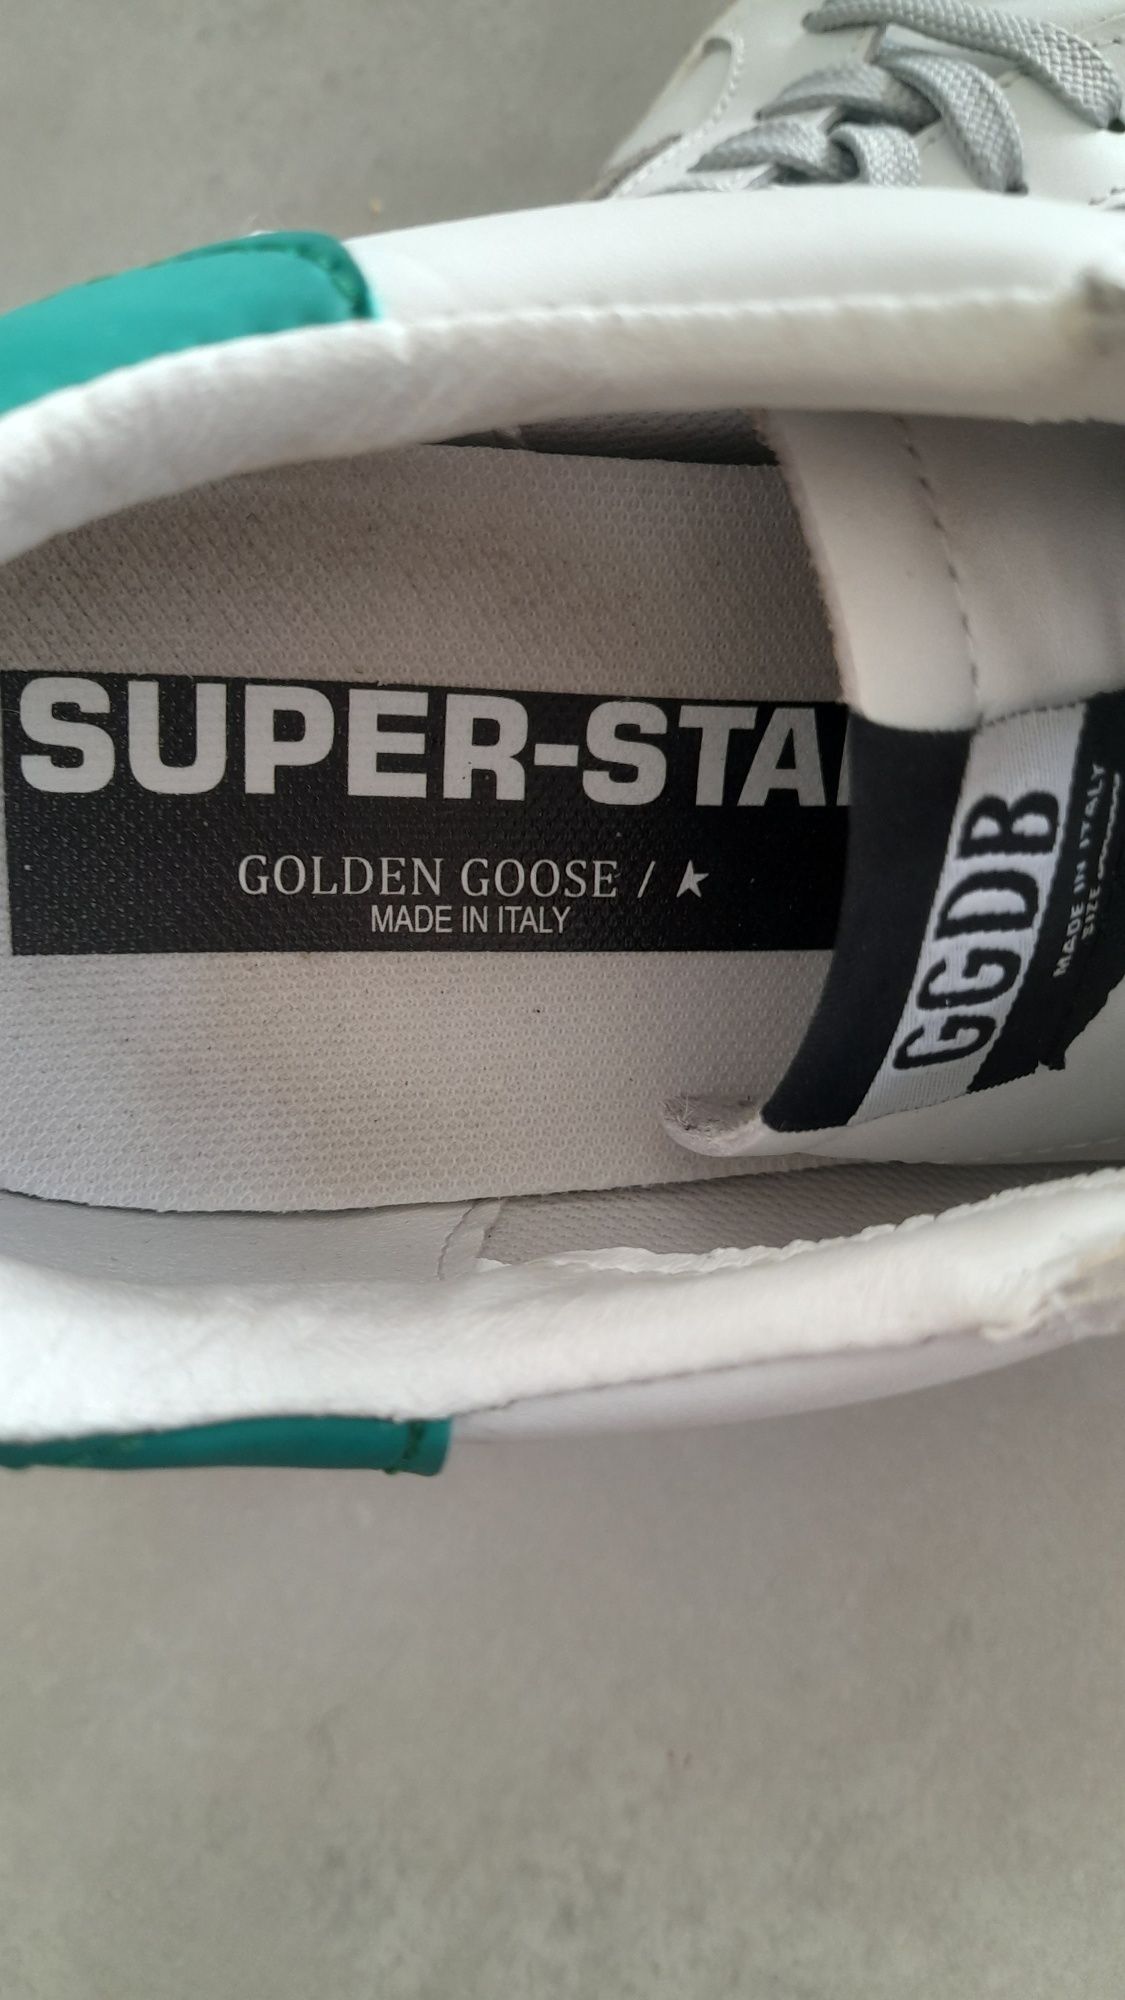 SUPER-STA
GOLDEN GOOSE / ★
MADE IN ITALY
GGDB
MADE IN ITALY
SIZE